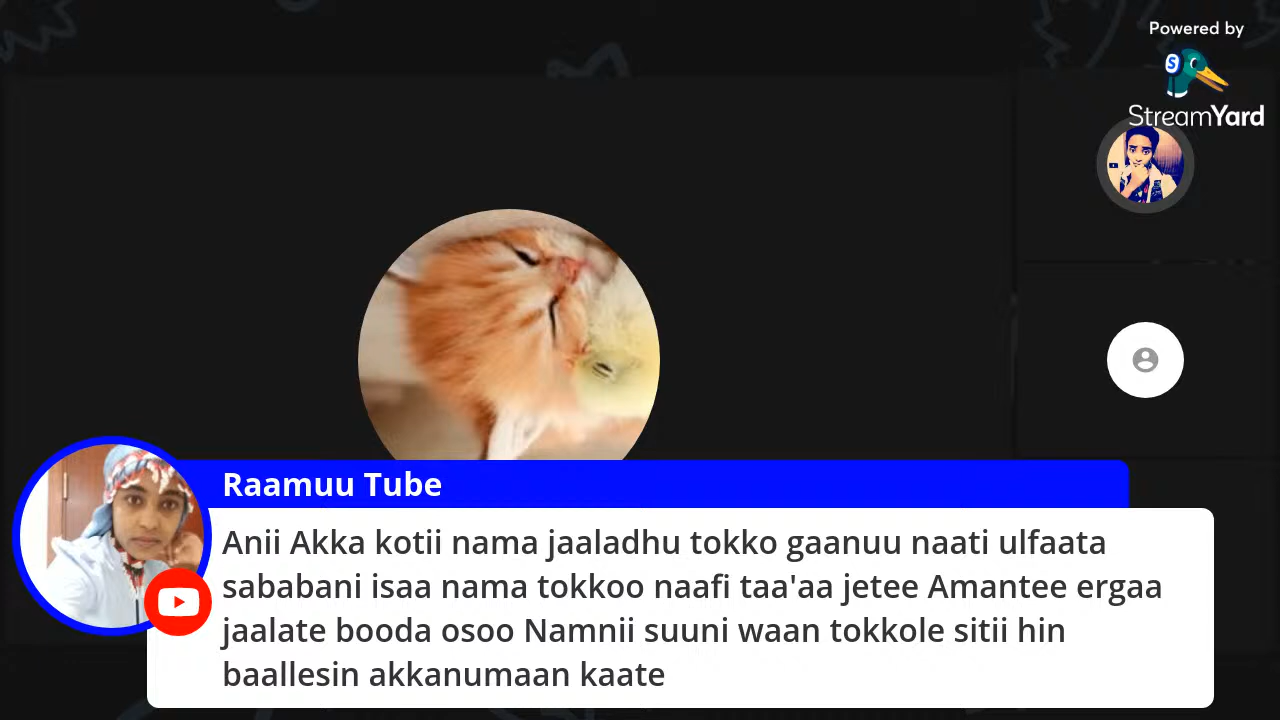 Powered by
S
StreamYard
Raamuu Tube
Anii Akka kotii nama jaaladhu tokko gaanuu naati ulfaata
sababani isaa nama tokkoo naafi taa'aa jetee Amantee ergaa
jaalate booda osoo Namnii suuni waan tokkole sitii hin
baallesin akkanumaan kaate